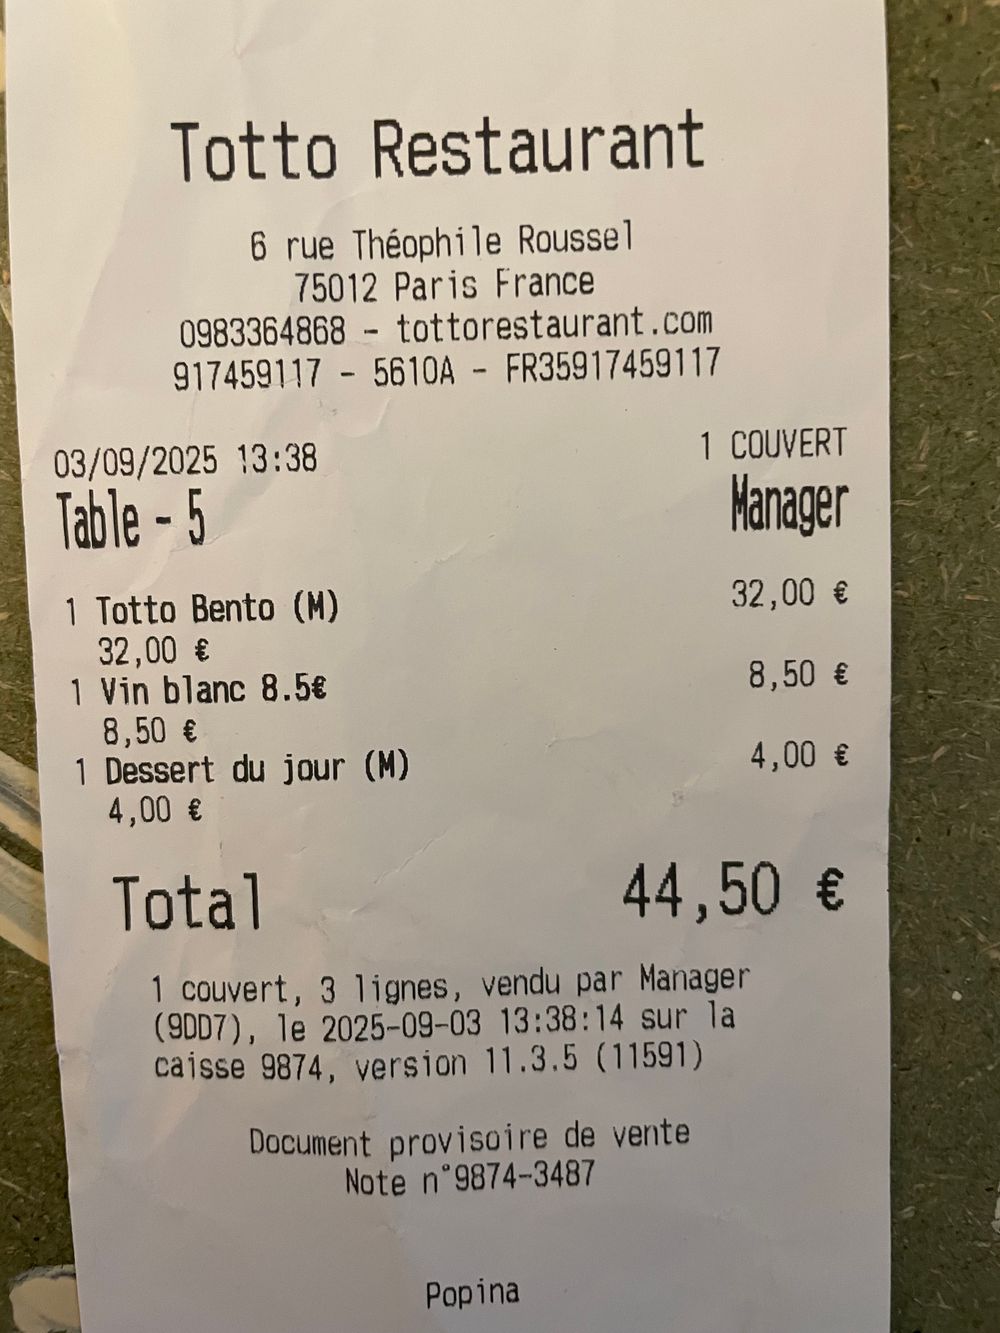 Totto Restaurant
6 rue Théophile Roussel
75012 Paris France
0983364868 - tottorestaurant.com
917459117 - 5610A - FR35917459117
03/09/2025 13:38 1 COUVERT
Table - 5 Manager
1 Totto Bento (M) 32,00 €
32,00 €
1 Vin blanc 8.5€ 8,50 €
8,50 €
1 Dessert du jour (M) 4,00 €
4,00 €
Total 44,50 €
1 couvert, 3 lignes, vendu par Manager
(9DD7), le 2025-09-03 13:38:14 sur la
caisse 9874, version 11.3.5 (11591)
Document provisoire de vente
Note n°9874-3487
Popina